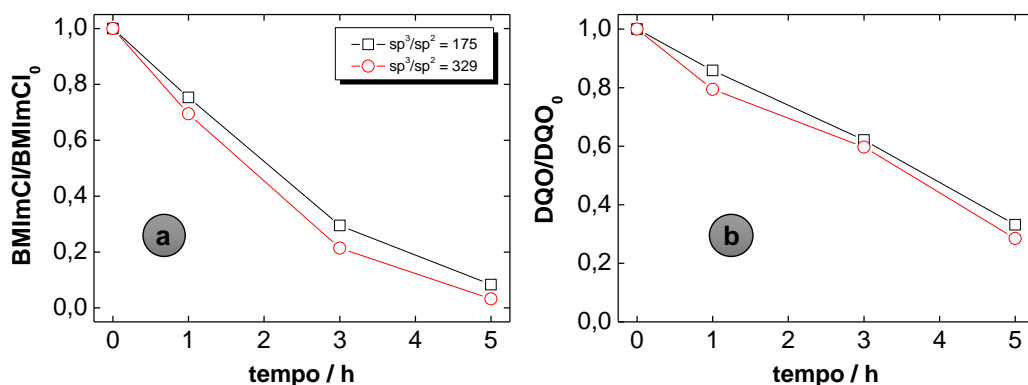 1,0
0,8
0,6
0,4
0,2
0,0
BMImCl/BMImCl₀
sp³/sp² = 175
sp³/sp² = 329
a
0 1 2 3 4 5
tempo / h
1,0
0,8
0,6
0,4
0,2
0,0
DQO/DQO₀
b
0 1 2 3 4 5
tempo / h